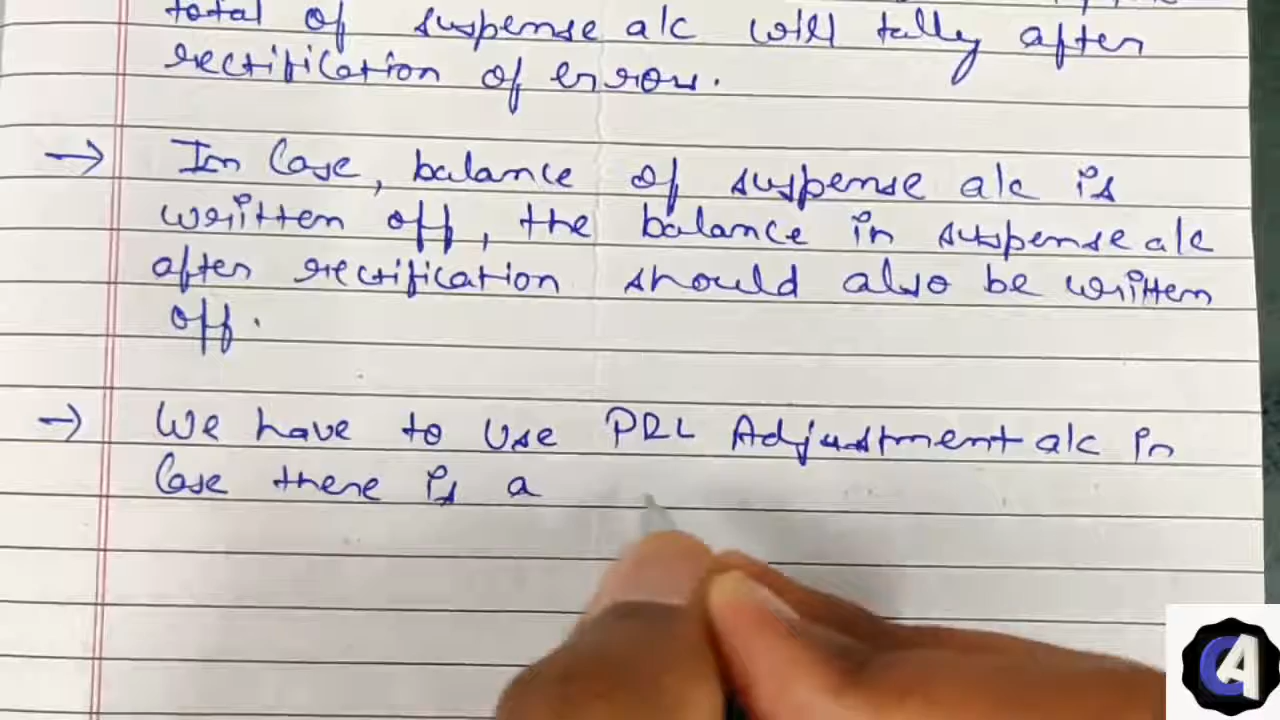 total of suspense a/c will tally after
rectification of error.
→ In Case, balance of suspense a/c is
written off, the balance in suspense a/c
after rectification should also be written
off.
→ We have to use P&L Adjustment a/c in
Case there is a
CA